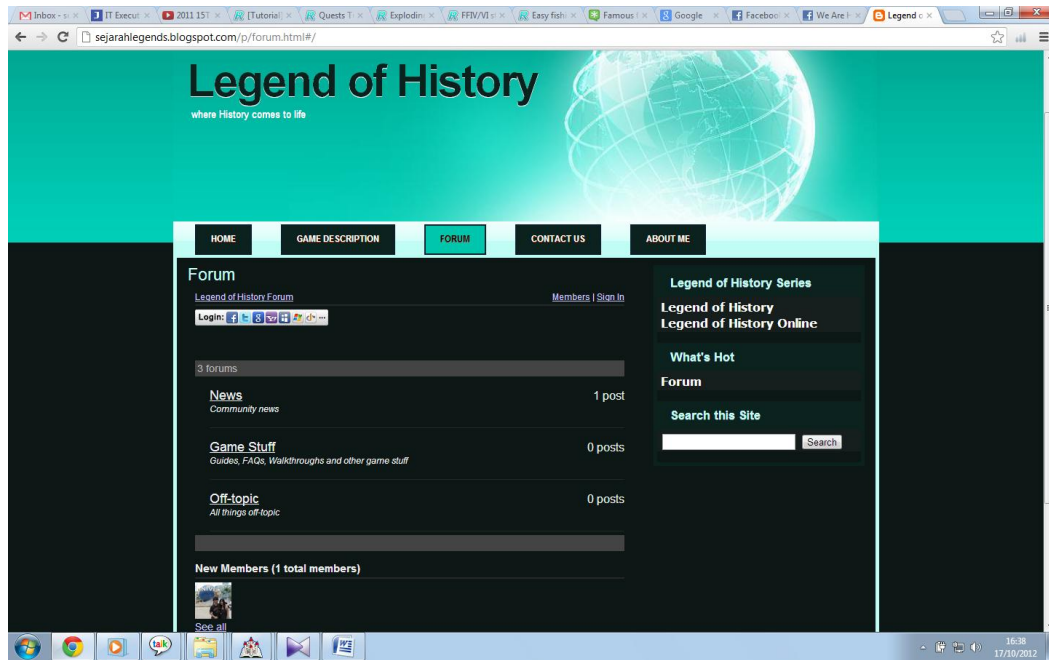 Inbox - s
IT Execut
2011 15T
[Tutorial]
Quests T
Explodin
FFIV/VI s
Easy fishi
Famous
Google
Faceboo
We Are H
Legend o
sejarahlegends.blogspot.com/p/forum.html#/
Legend of History
where History comes to life
HOME GAME DESCRIPTION FORUM CONTACT US ABOUT ME
Forum
Legend of History Forum Members | Sign In
Login:
3 forums
News 1 post
Community news
Game Stuff 0 posts
Guides, FAQs, Walkthroughs and other game stuff
Off-topic 0 posts
All things off-topic
New Members (1 total members)
See all
Legend of History Series
Legend of History
Legend of History Online
What's Hot
Forum
Search this Site
Search
talk
16:38
17/10/2012